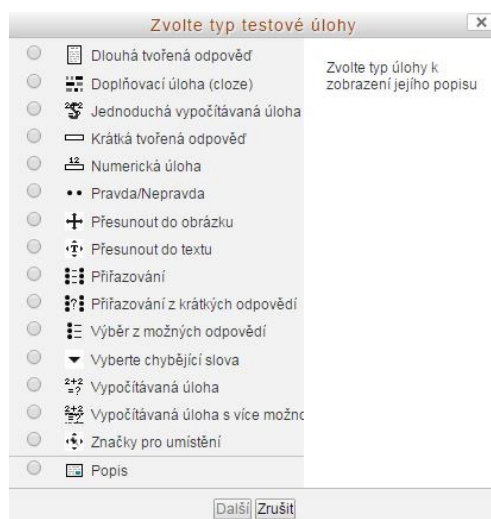 Zvolte typ testové úlohy
Dlouhá tvořená odpověď
Doplňovací úloha (cloze)
Jednoduchá vypočítávaná úloha
Krátká tvořená odpověď
Numerická úloha
Pravda/Nepravda
Přesunout do obrázku
Přesunout do textu
Přiřazování
Přiřazování z krátkých odpovědí
Výběr z možných odpovědí
Vyberte chybějící slova
Vypočítávaná úloha
Vypočítávaná úloha s více možno
Značky pro umístění
Popis
Zvolte typ úlohy k
zobrazení jejího popisu
Další Zrušit